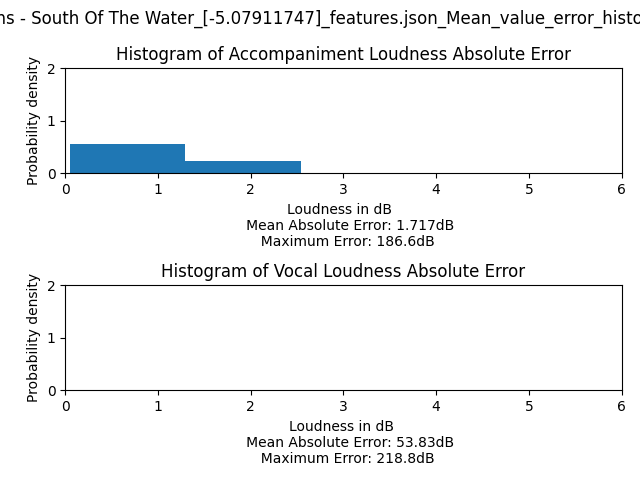 ns - South Of The Water_[-5.07911747]_features.json_Mean_value_error_histo
Histogram of Accompaniment Loudness Absolute Error
Probability density
2
1
0
0 1 2 3 4 5 6
Loudness in dB
Mean Absolute Error: 1.717dB
Maximum Error: 186.6dB
Histogram of Vocal Loudness Absolute Error
Probability density
2
1
0
0 1 2 3 4 5 6
Loudness in dB
Mean Absolute Error: 53.83dB
Maximum Error: 218.8dB